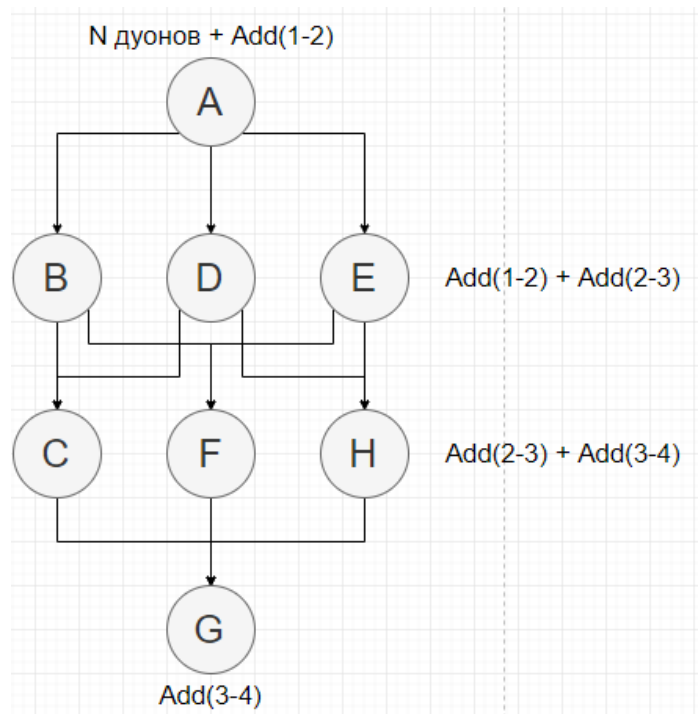 N дуонов + Add(1-2)
A
B D E Add(1-2) + Add(2-3)
C F H Add(2-3) + Add(3-4)
G
Add(3-4)